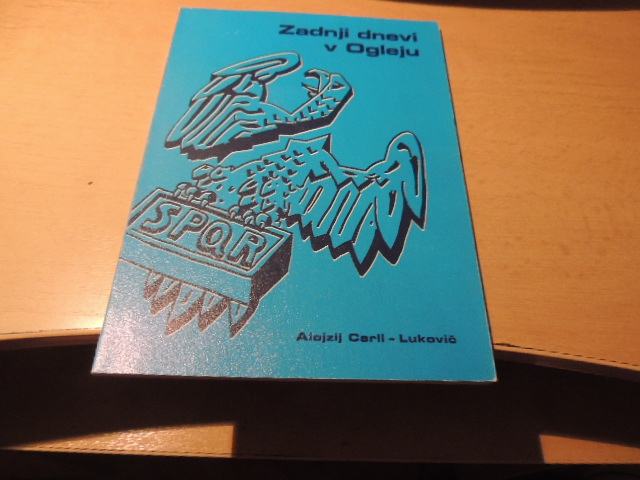 Zadnji dnevi
v Ogleju
SPQR
Alojzij Carli - Lukovič